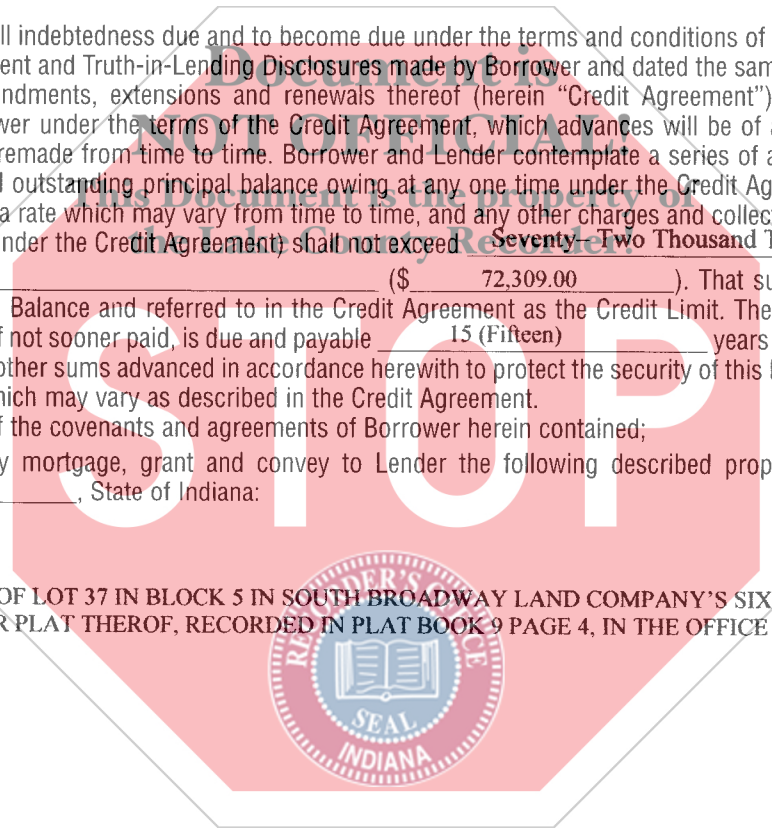 ll indebtedness due and to become due under the terms and conditions of
ent and Truth-in-Lending Disclosures made by Borrower and dated the sam
Document is
ndments, extensions and renewals thereof (herein "Credit Agreement")
wer under the terms of the Credit Agreement, which advances will be of
NOT OFFICIAL!
remade from time to time. Borrower and Lender contemplate a series of a
l outstanding principal balance owing at any one time under the Credit Ag
This Document is the property of
a rate which may vary from time to time, and any other charges and collect
nder the Credit Agreement) shall not exceed Seventy- Two Thousand T
the Lake County Recorder!
($ 72,309.00 ). That su
Balance and referred to in the Credit Agreement as the Credit Limit. The
f not sooner paid, is due and payable 15 (Fifteen) years
other sums advanced in accordance herewith to protect the security of this
hich may vary as described in the Credit Agreement.
f the covenants and agreements of Borrower herein contained;
y mortgage, grant and convey to Lender the following described prop
, State of Indiana:
STOP
OF LOT 37 IN BLOCK 5 IN SOUTH BROADWAY LAND COMPANY'S SIX
R PLAT THEROF, RECORDED IN PLAT BOOK 9 PAGE 4, IN THE OFFICE
RECORDER'S OFFICE
SEAL
INDIANA